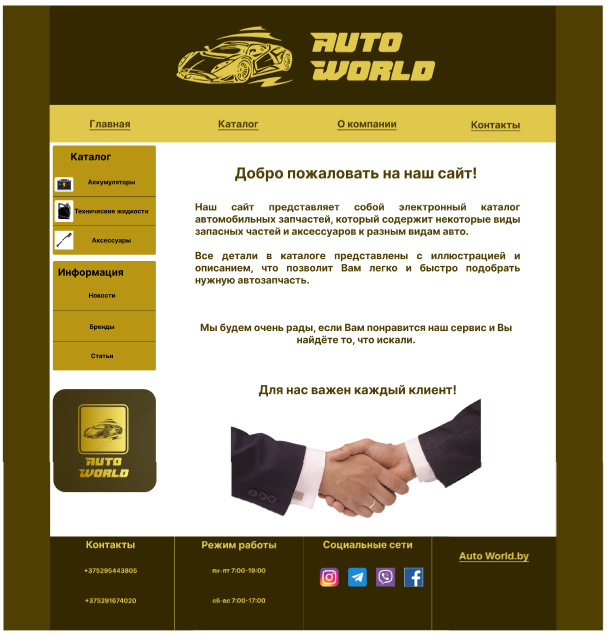 AUTO
WORLD
Главная Каталог О компании Контакты
Каталог
Аккумуляторы
Технические жидкости
Аксессуары
Информация
Новости
Бренды
Статьи
AUTO
WORLD
Добро пожаловать на наш сайт!
Наш сайт представляет собой электронный каталог
автомобильных запчастей, который содержит некоторые виды
запасных частей и аксессуаров к разным видам авто.
Все детали в каталоге представлены с иллюстрацией и
описанием, что позволит Вам легко и быстро подобрать
нужную автозапчасть.
Мы будем очень рады, если Вам понравится наш сервис и Вы
найдёте то, что искали.
Для нас важен каждый клиент!
Контакты
+375295443805
+375291674020
Режим работы
пн-пт 7:00-19:00
сб-вс 7:00-17:00
Социальные сети
Auto World.by